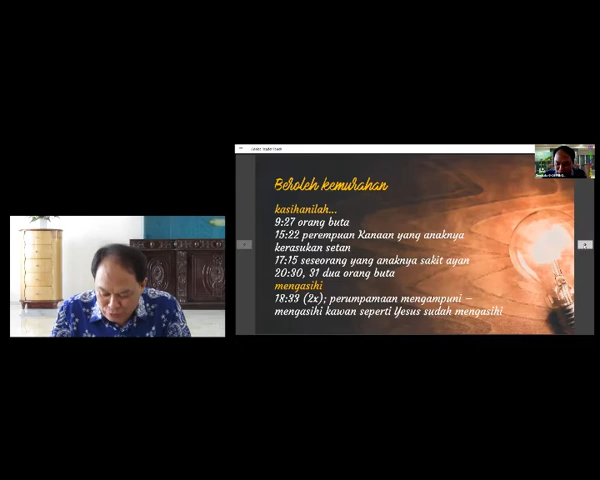 Beroleh kemurahan
kasihanilah...
9:27 orang buta
15:22 perempuan Kanaan yang anaknya
kerasukan setan
17:15 seseorang yang anaknya sakit ayan
20:30, 31 dua orang buta
mengasihi
18:33 (2x); perumpamaan mengampuni –
mengasihi kawan seperti Yesus sudah mengasihi